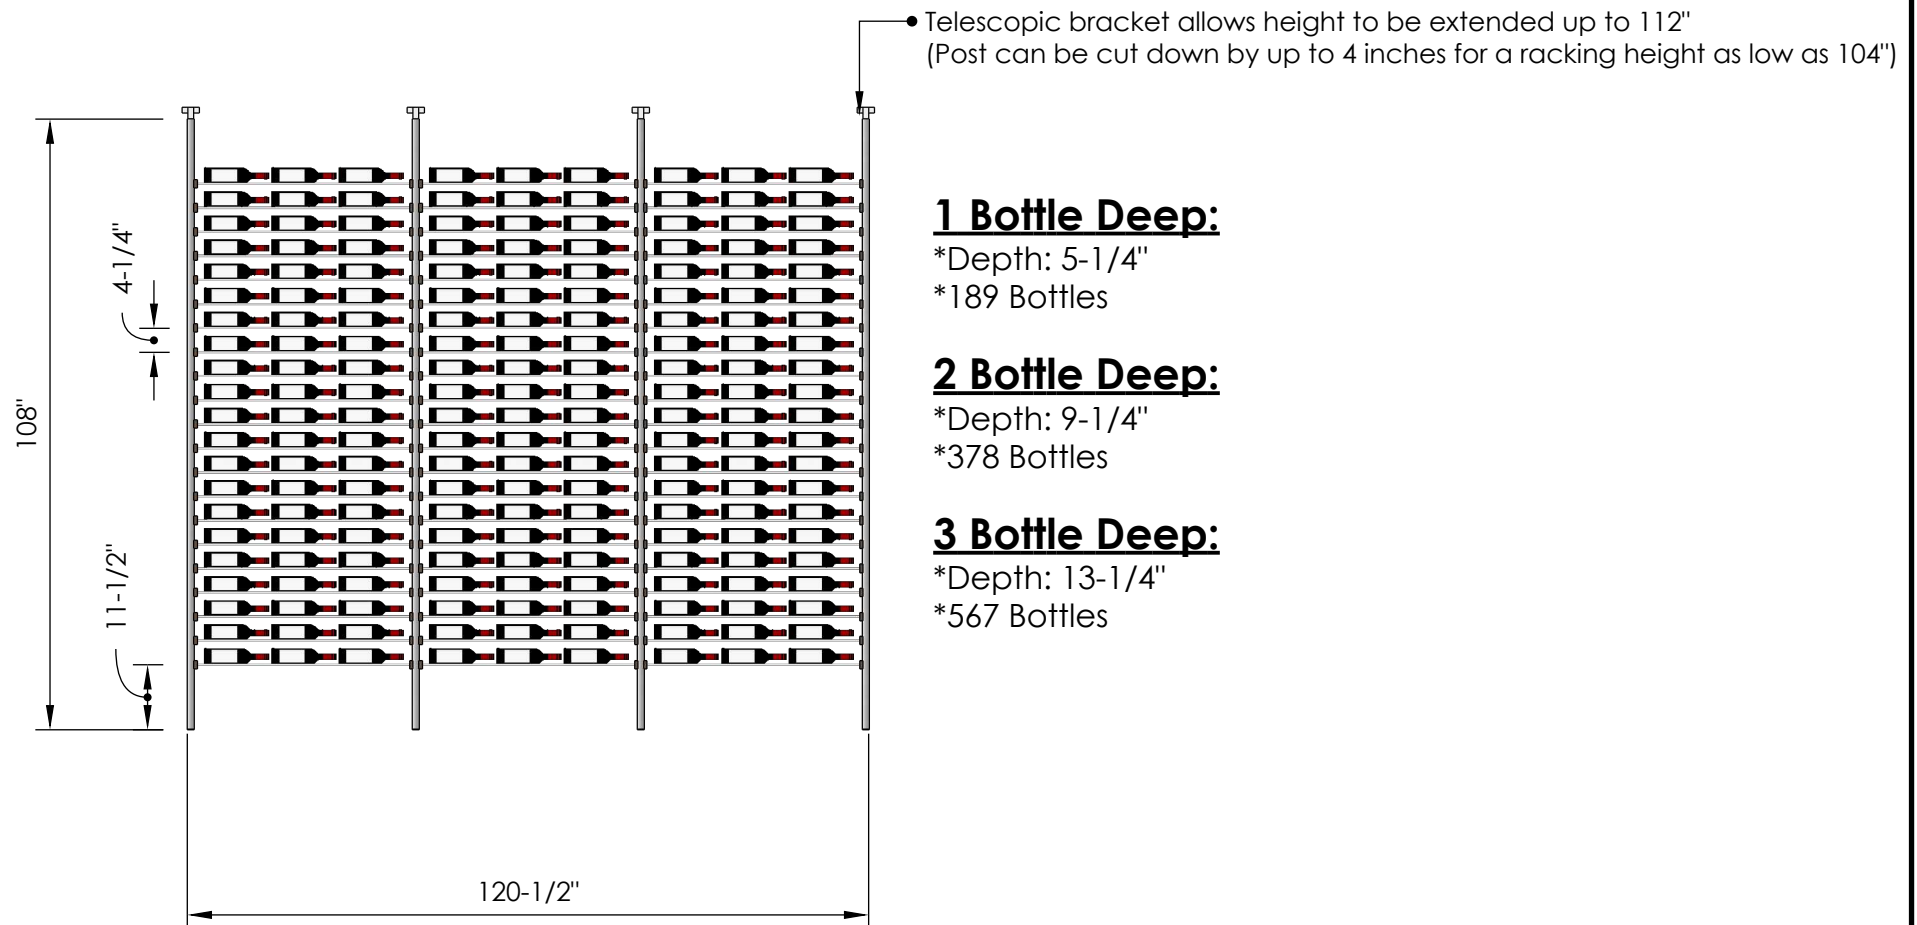 Telescopic bracket allows height to be extended up to 112"
(Post can be cut down by up to 4 inches for a racking height as low as 104")
4-1/4"
108"
11-1/2"
120-1/2"
1 Bottle Deep:
*Depth: 5-1/4"
*189 Bottles
2 Bottle Deep:
*Depth: 9-1/4"
*378 Bottles
3 Bottle Deep:
*Depth: 13-1/4"
*567 Bottles